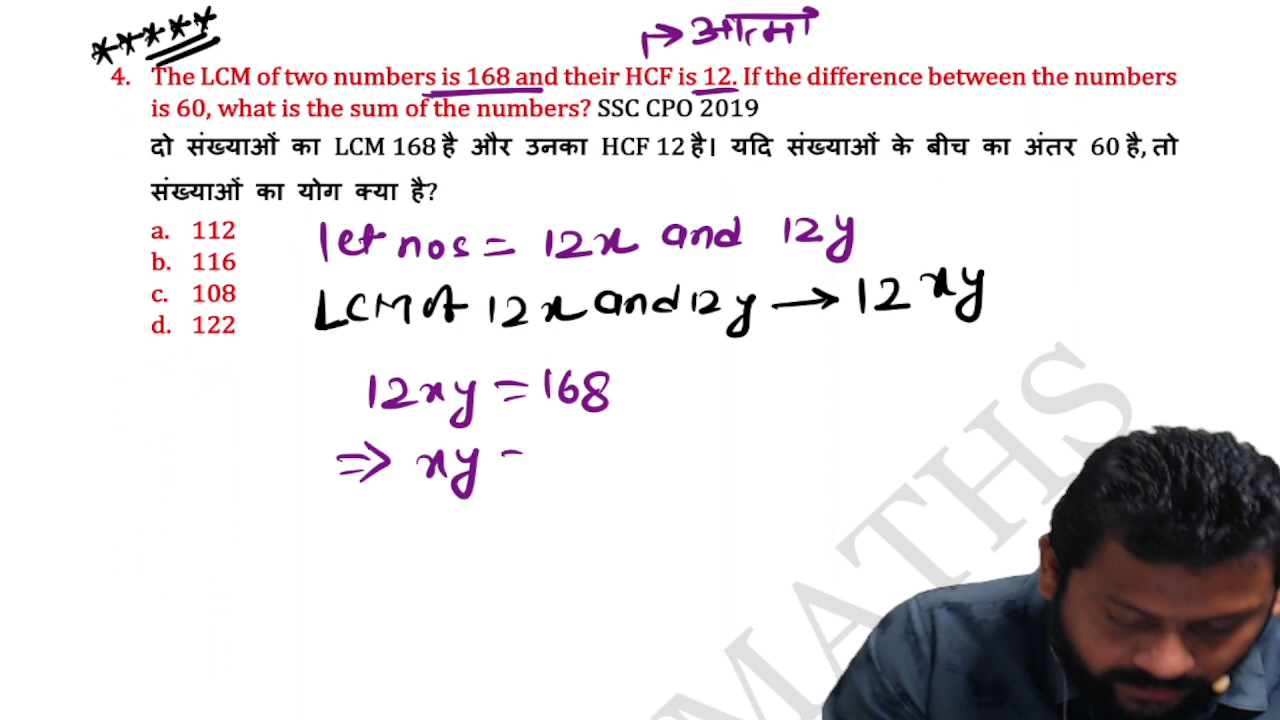 *****
→ आत्मा
4. The LCM of two numbers is 168 and their HCF is 12. If the difference between the numbers
is 60, what is the sum of the numbers? SSC CPO 2019
दो संख्याओं का LCM 168 है और उनका HCF 12 है। यदि संख्याओं के बीच का अंतर 60 है, तो
संख्याओं का योग क्या है?
a. 112
b. 116
c. 108
d. 122
let nos = 12x and 12y
LCM of 12x and 12y → 12xy
12xy = 168
⇒ xy =
MATHS